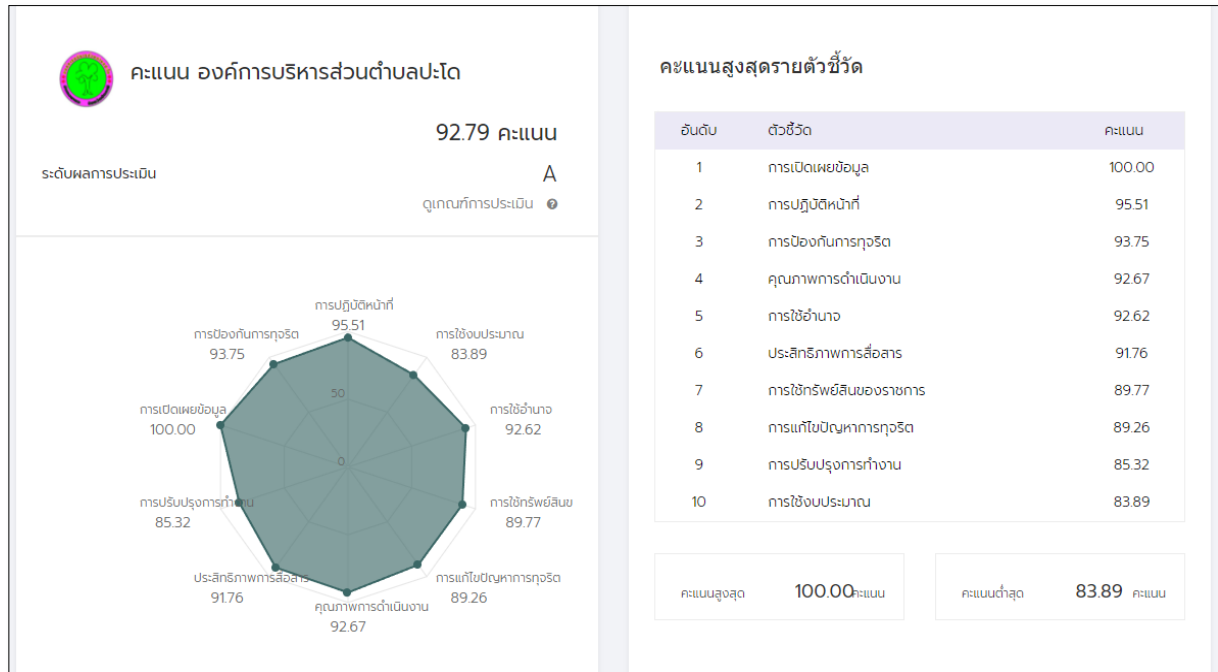 คะแนน องค์การบริหารส่วนตำบลปะโด
92.79 คะแนน
ระดับผลการประเมิน A
ดูเกณฑ์การประเมิน
การปฏิบัติหน้าที่
95.51
การใช้งบประมาณ
83.89
การใช้อำนาจ
92.62
การใช้ทรัพย์สินข
89.77
การแก้ไขปัญหาการทุจริต
89.26
คุณภาพการดำเนินงาน
92.67
ประสิทธิภาพการสื่อสาร
91.76
การปรับปรุงการทำงาน
85.32
การเปิดเผยข้อมูล
100.00
การป้องกันการทุจริต
93.75
50
0
คะแนนสูงสุดรายตัวชี้วัด
อันดับ ตัวชี้วัด คะแนน
1 การเปิดเผยข้อมูล 100.00
2 การปฏิบัติหน้าที่ 95.51
3 การป้องกันการทุจริต 93.75
4 คุณภาพการดำเนินงาน 92.67
5 การใช้อำนาจ 92.62
6 ประสิทธิภาพการสื่อสาร 91.76
7 การใช้ทรัพย์สินของราชการ 89.77
8 การแก้ไขปัญหาการทุจริต 89.26
9 การปรับปรุงการทำงาน 85.32
10 การใช้งบประมาณ 83.89
คะแนนสูงสุด 100.00คะแนน
คะแนนต่ำสุด 83.89 คะแนน